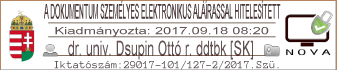 A DOKUMENTUM SZEMÉLYES ELEKTRONIKUS ALÁÍRÁSSAL HITELESÍTETT
Kiadmányozta: 2017.09.18 08:20
dr. univ. Dsupin Ottó r. ddtbk [SK]
Iktatószám:29017-101/127-2/2017.Szü.
NOVA